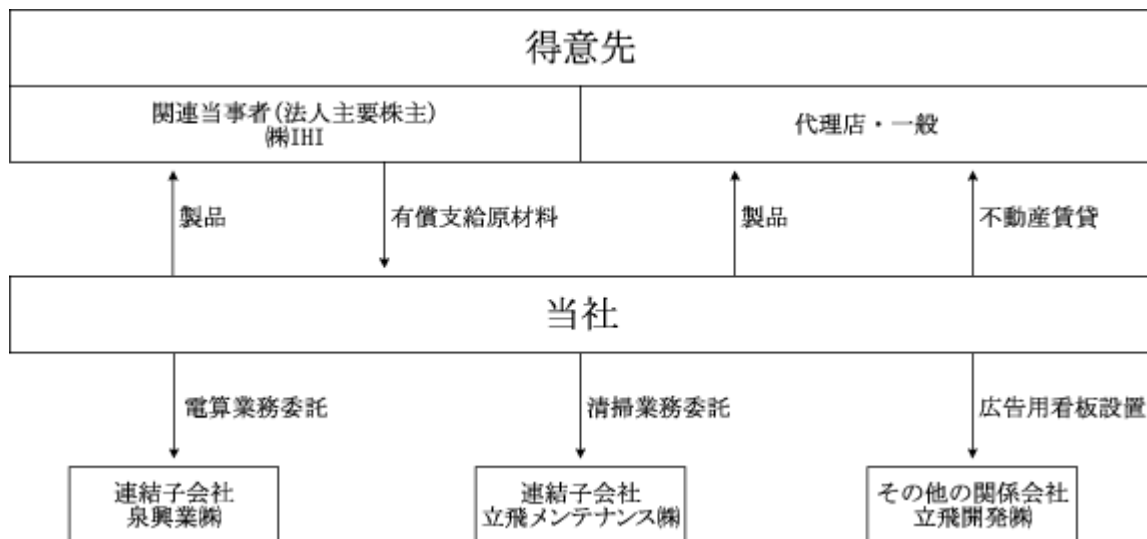 得意先
関連当事者(法人主要株主)
㈱IHI
代理店・一般
製品
有償支給原材料
製品
不動産賃貸
当社
電算業務委託
清掃業務委託
広告用看板設置
連結子会社
泉興業㈱
連結子会社
立飛メンテナンス㈱
その他の関係会社
立飛開発㈱